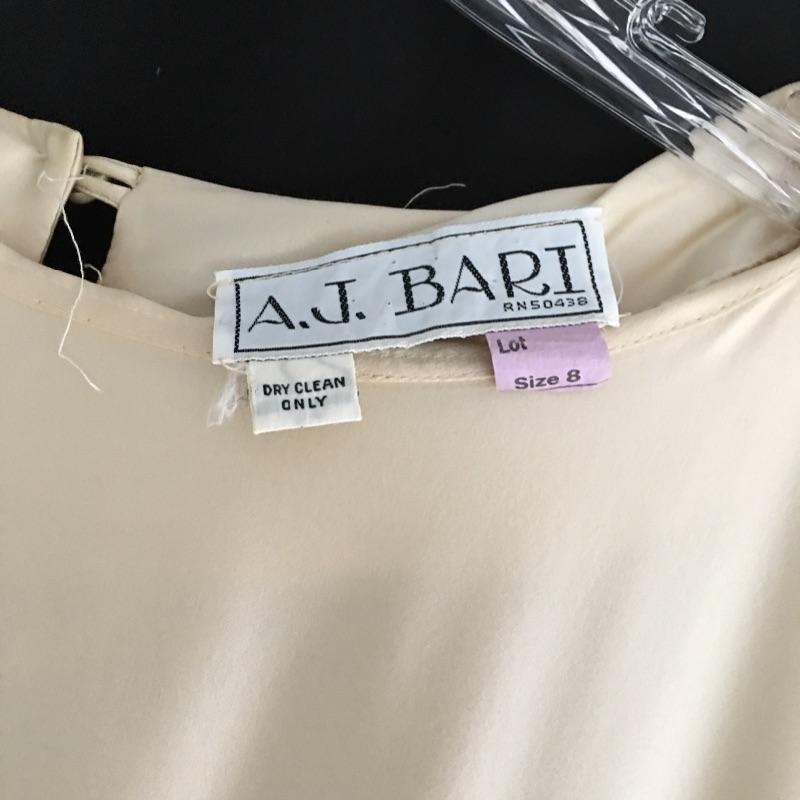 A.J. BARI
RN50438
Lot
Size 8
DRY CLEAN
ONLY